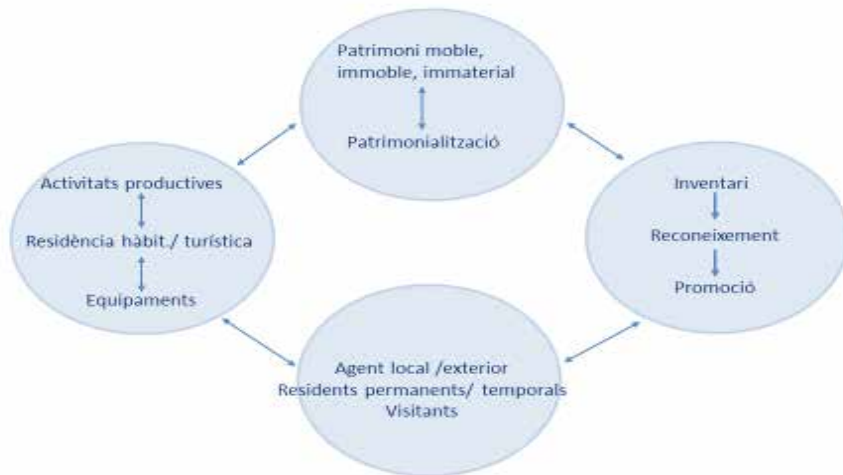 Patrimoni moble,
immoble, immaterial
Patrimonialització
Activitats productives
Residència hàbit./ turística
Equipaments
Inventari
Reconeixement
Promoció
Agent local /exterior
Residents permanents/ temporals
Visitants